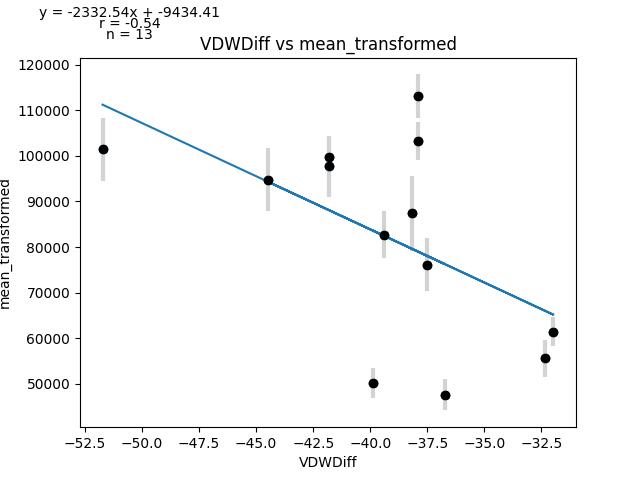 y = -2332.54x + -9434.41
r = -0.54
n = 13
VDWDiff vs mean_transformed
120000
110000
100000
90000
80000
70000
60000
50000
mean_transformed
−52.5 −50.0 −47.5 −45.0 −42.5 −40.0 −37.5 −35.0 −32.5
VDWDiff